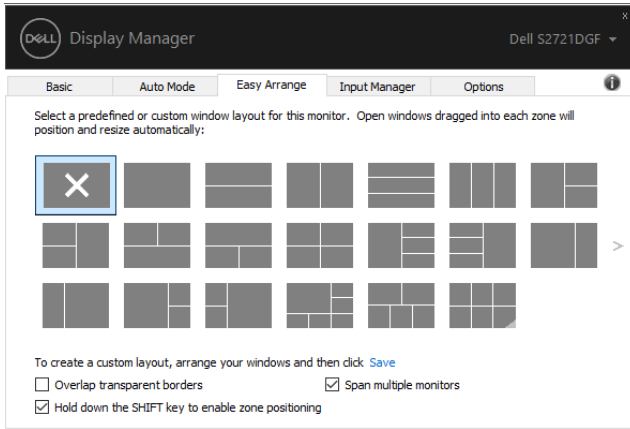 DELL Display Manager
Dell S2721DGF
x
Basic Auto Mode Easy Arrange Input Manager Options
Select a predefined or custom window layout for this monitor. Open windows dragged into each zone will
position and resize automatically:
To create a custom layout, arrange your windows and then click Save
Overlap transparent borders Span multiple monitors
Hold down the SHIFT key to enable zone positioning